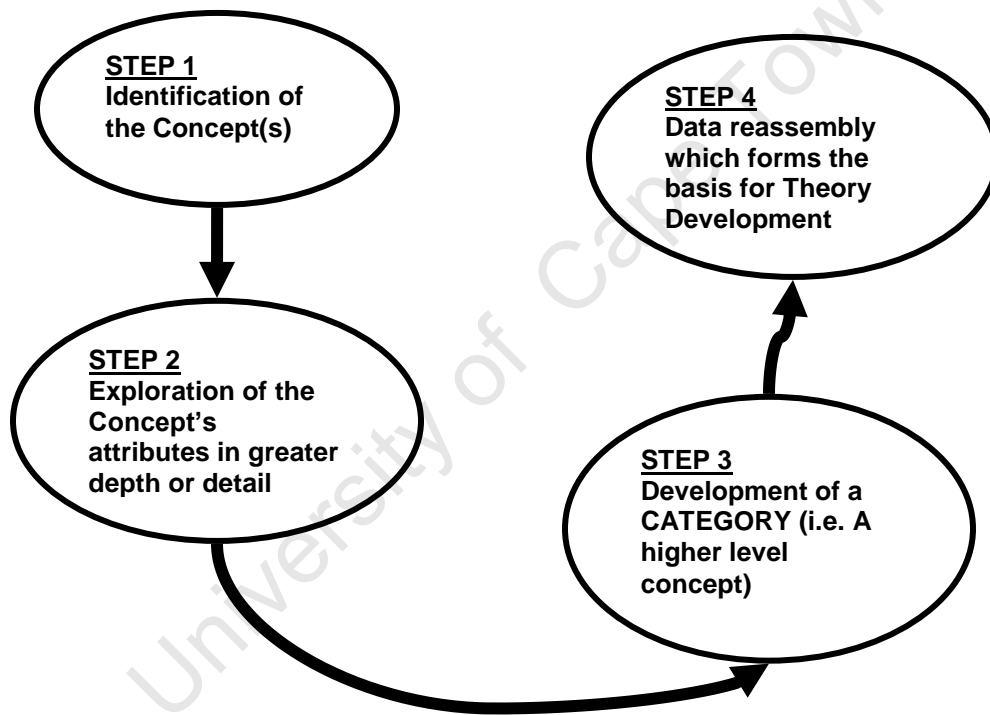 STEP 1
Identification of
the Concept(s)
STEP 2
Exploration of the
Concept’s
attributes in greater
depth or detail
STEP 3
Development of a
CATEGORY (i.e. A
higher level
concept)
STEP 4
Data reassembly
which forms the
basis for Theory
Development
University of Cape Town